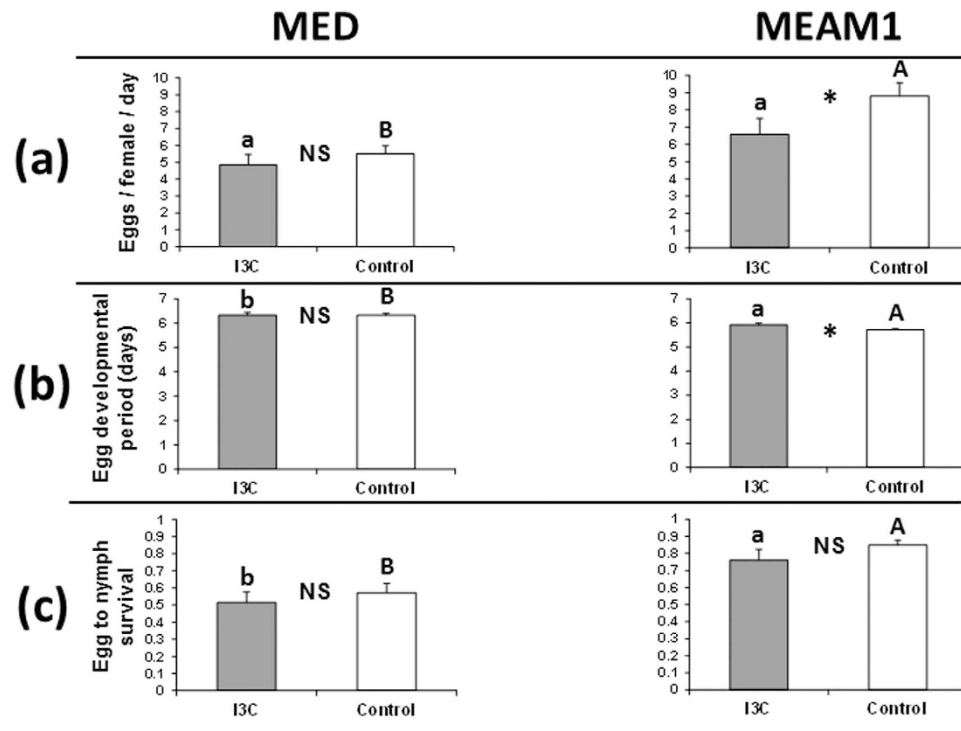 MED
MEAM1
(a)
Eggs / female / day
10
9
8
7
6
5
4
3
2
1
0
a
NS
B
I3C
Control
10
9
8
7
6
5
4
3
2
1
0
a
*
A
I3C
Control
(b)
Egg developmental
period (days)
7
6
5
4
3
2
1
0
b
NS
B
I3C
Control
7
6
5
4
3
2
1
0
a
*
A
I3C
Control
(c)
Egg to nymph
survival
1
0.9
0.8
0.7
0.6
0.5
0.4
0.3
0.2
0.1
0
b
NS
B
I3C
Control
1
0.9
0.8
0.7
0.6
0.5
0.4
0.3
0.2
0.1
0
a
NS
A
I3C
Control